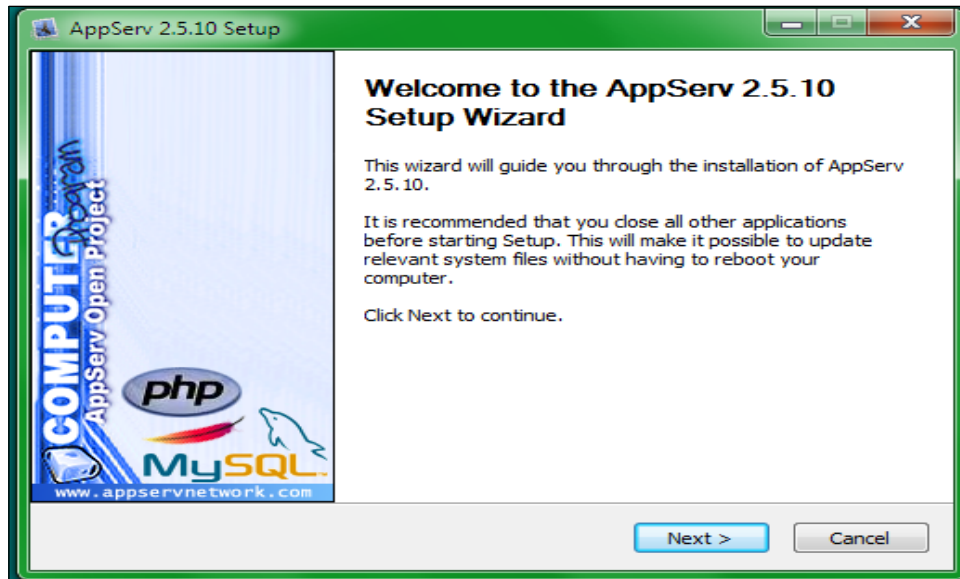 AppServ 2.5.10 Setup
Welcome to the AppServ 2.5.10
Setup Wizard
This wizard will guide you through the installation of AppServ
2.5.10.
It is recommended that you close all other applications
before starting Setup. This will make it possible to update
relevant system files without having to reboot your
computer.
Click Next to continue.
COMPUTER
Program
AppServ Open Project
php
MySQL
www.appservnetwork.com
Next >
Cancel